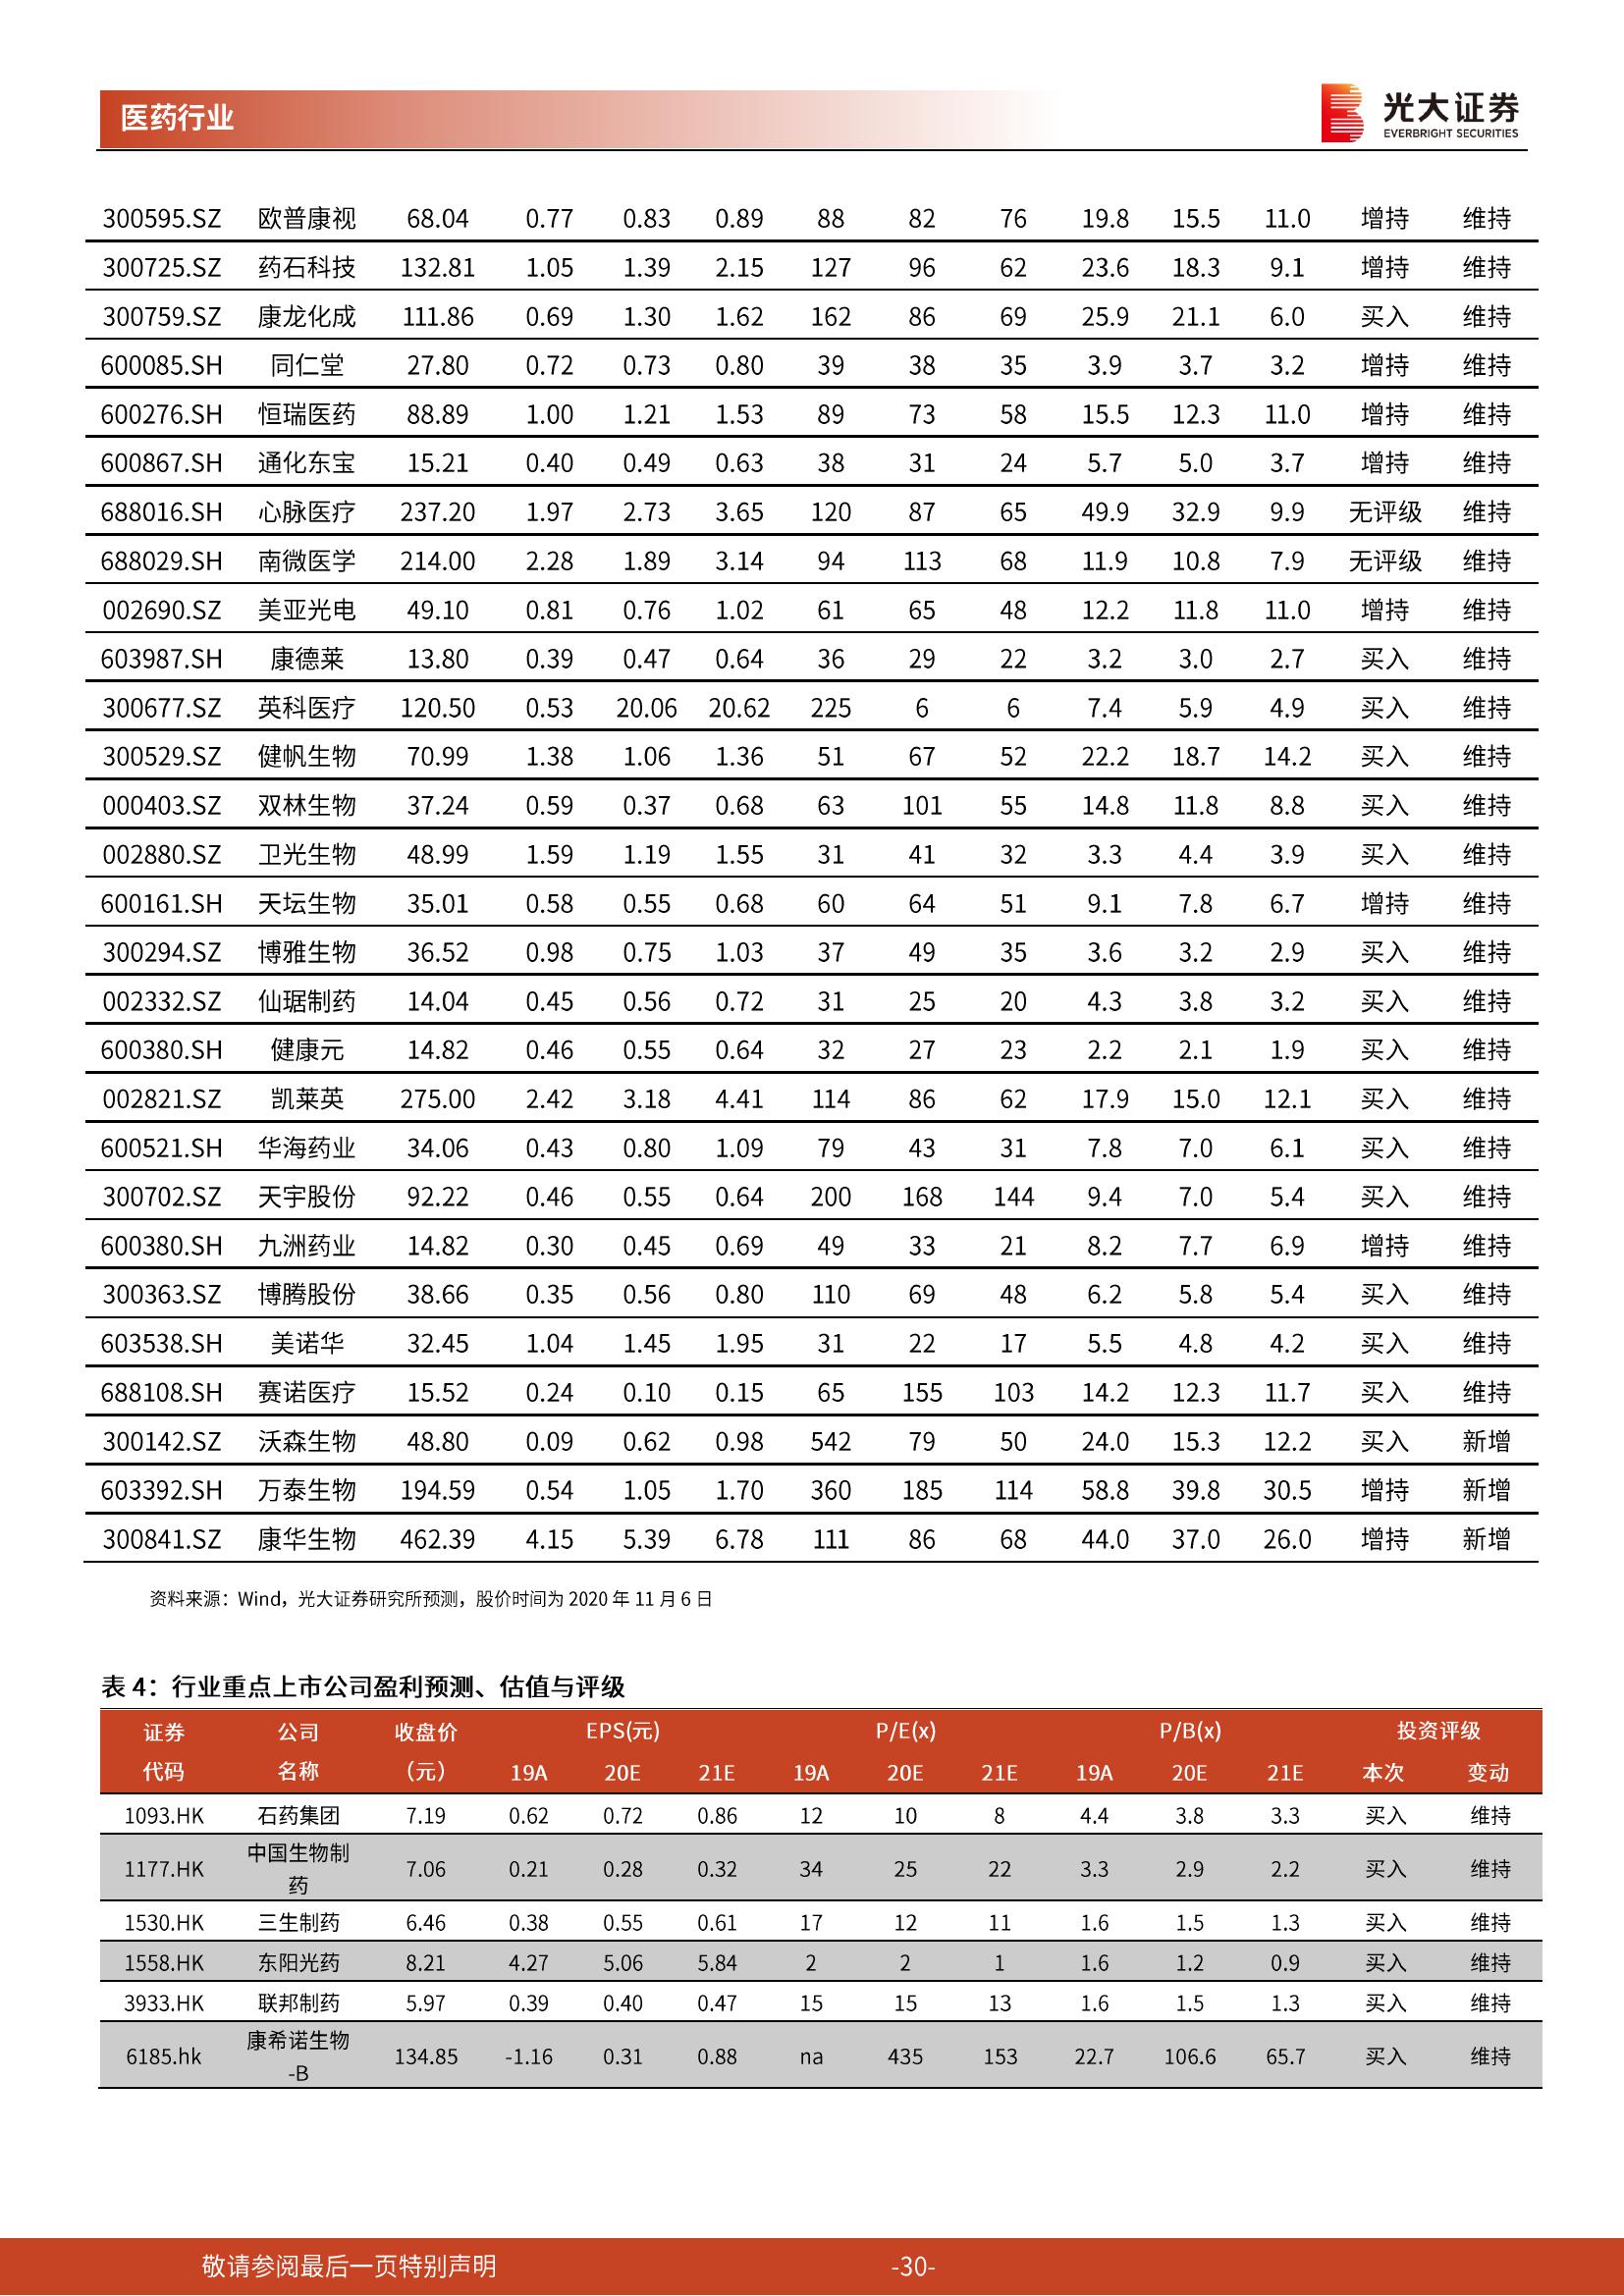 医药行业
光大证券
EVERBRIGHT SECURITIES
300595.SZ 欧普康视 68.04 0.77 0.83 0.89 88 82 76 19.8 15.5 11.0 增持 维持
300725.SZ 药石科技 132.81 1.05 1.39 2.15 127 96 62 23.6 18.3 9.1 增持 维持
300759.SZ 康龙化成 111.86 0.69 1.30 1.62 162 86 69 25.9 21.1 6.0 买入 维持
600085.SH 同仁堂 27.80 0.72 0.73 0.80 39 38 35 3.9 3.7 3.2 增持 维持
600276.SH 恒瑞医药 88.89 1.00 1.21 1.53 89 73 58 15.5 12.3 11.0 增持 维持
600867.SH 通化东宝 15.21 0.40 0.49 0.63 38 31 24 5.7 5.0 3.7 增持 维持
688016.SH 心脉医疗 237.20 1.97 2.73 3.65 120 87 65 49.9 32.9 9.9 无评级 维持
688029.SH 南微医学 214.00 2.28 1.89 3.14 94 113 68 11.9 10.8 7.9 无评级 维持
002690.SZ 美亚光电 49.10 0.81 0.76 1.02 61 65 48 12.2 11.8 11.0 增持 维持
603987.SH 康德莱 13.80 0.39 0.47 0.64 36 29 22 3.2 3.0 2.7 买入 维持
300677.SZ 英科医疗 120.50 0.53 20.06 20.62 225 6 6 7.4 5.9 4.9 买入 维持
300529.SZ 健帆生物 70.99 1.38 1.06 1.36 51 67 52 22.2 18.7 14.2 买入 维持
000403.SZ 双林生物 37.24 0.59 0.37 0.68 63 101 55 14.8 11.8 8.8 买入 维持
002880.SZ 卫光生物 48.99 1.59 1.19 1.55 31 41 32 3.3 4.4 3.9 买入 维持
600161.SH 天坛生物 35.01 0.58 0.55 0.68 60 64 51 9.1 7.8 6.7 增持 维持
300294.SZ 博雅生物 36.52 0.98 0.75 1.03 37 49 35 3.6 3.2 2.9 买入 维持
002332.SZ 仙琚制药 14.04 0.45 0.56 0.72 31 25 20 4.3 3.8 3.2 买入 维持
600380.SH 健康元 14.82 0.46 0.55 0.64 32 27 23 2.2 2.1 1.9 买入 维持
002821.SZ 凯莱英 275.00 2.42 3.18 4.41 114 86 62 17.9 15.0 12.1 买入 维持
600521.SH 华海药业 34.06 0.43 0.80 1.09 79 43 31 7.8 7.0 6.1 买入 维持
300702.SZ 天宇股份 92.22 0.46 0.55 0.64 200 168 144 9.4 7.0 5.4 买入 维持
600380.SH 九洲药业 14.82 0.30 0.45 0.69 49 33 21 8.2 7.7 6.9 增持 维持
300363.SZ 博腾股份 38.66 0.35 0.56 0.80 110 69 48 6.2 5.8 5.4 买入 维持
603538.SH 美诺华 32.45 1.04 1.45 1.95 31 22 17 5.5 4.8 4.2 买入 维持
688108.SH 赛诺医疗 15.52 0.24 0.10 0.15 65 155 103 14.2 12.3 11.7 买入 维持
300142.SZ 沃森生物 48.80 0.09 0.62 0.98 542 79 50 24.0 15.3 12.2 买入 新增
603392.SH 万泰生物 194.59 0.54 1.05 1.70 360 185 114 58.8 39.8 30.5 增持 新增
300841.SZ 康华生物 462.39 4.15 5.39 6.78 111 86 68 44.0 37.0 26.0 增持 新增
资料来源：Wind，光大证券研究所预测，股价时间为 2020 年 11 月 6 日
表 4：行业重点上市公司盈利预测、估值与评级
证券 公司 收盘价 EPS(元) P/E(x) P/B(x) 投资评级
代码 名称 （元） 19A 20E 21E 19A 20E 21E 19A 20E 21E 本次 变动
1093.HK 石药集团 7.19 0.62 0.72 0.86 12 10 8 4.4 3.8 3.3 买入 维持
1177.HK 中国生物制 7.06 0.21 0.28 0.32 34 25 22 3.3 2.9 2.2 买入 维持
药
1530.HK 三生制药 6.46 0.38 0.55 0.61 17 12 11 1.6 1.5 1.3 买入 维持
1558.HK 东阳光药 8.21 4.27 5.06 5.84 2 2 1 1.6 1.2 0.9 买入 维持
3933.HK 联邦制药 5.97 0.39 0.40 0.47 15 15 13 1.6 1.5 1.3 买入 维持
6185.hk 康希诺生物 134.85 -1.16 0.31 0.88 na 435 153 22.7 106.6 65.7 买入 维持
-B
敬请参阅最后一页特别声明 -30-